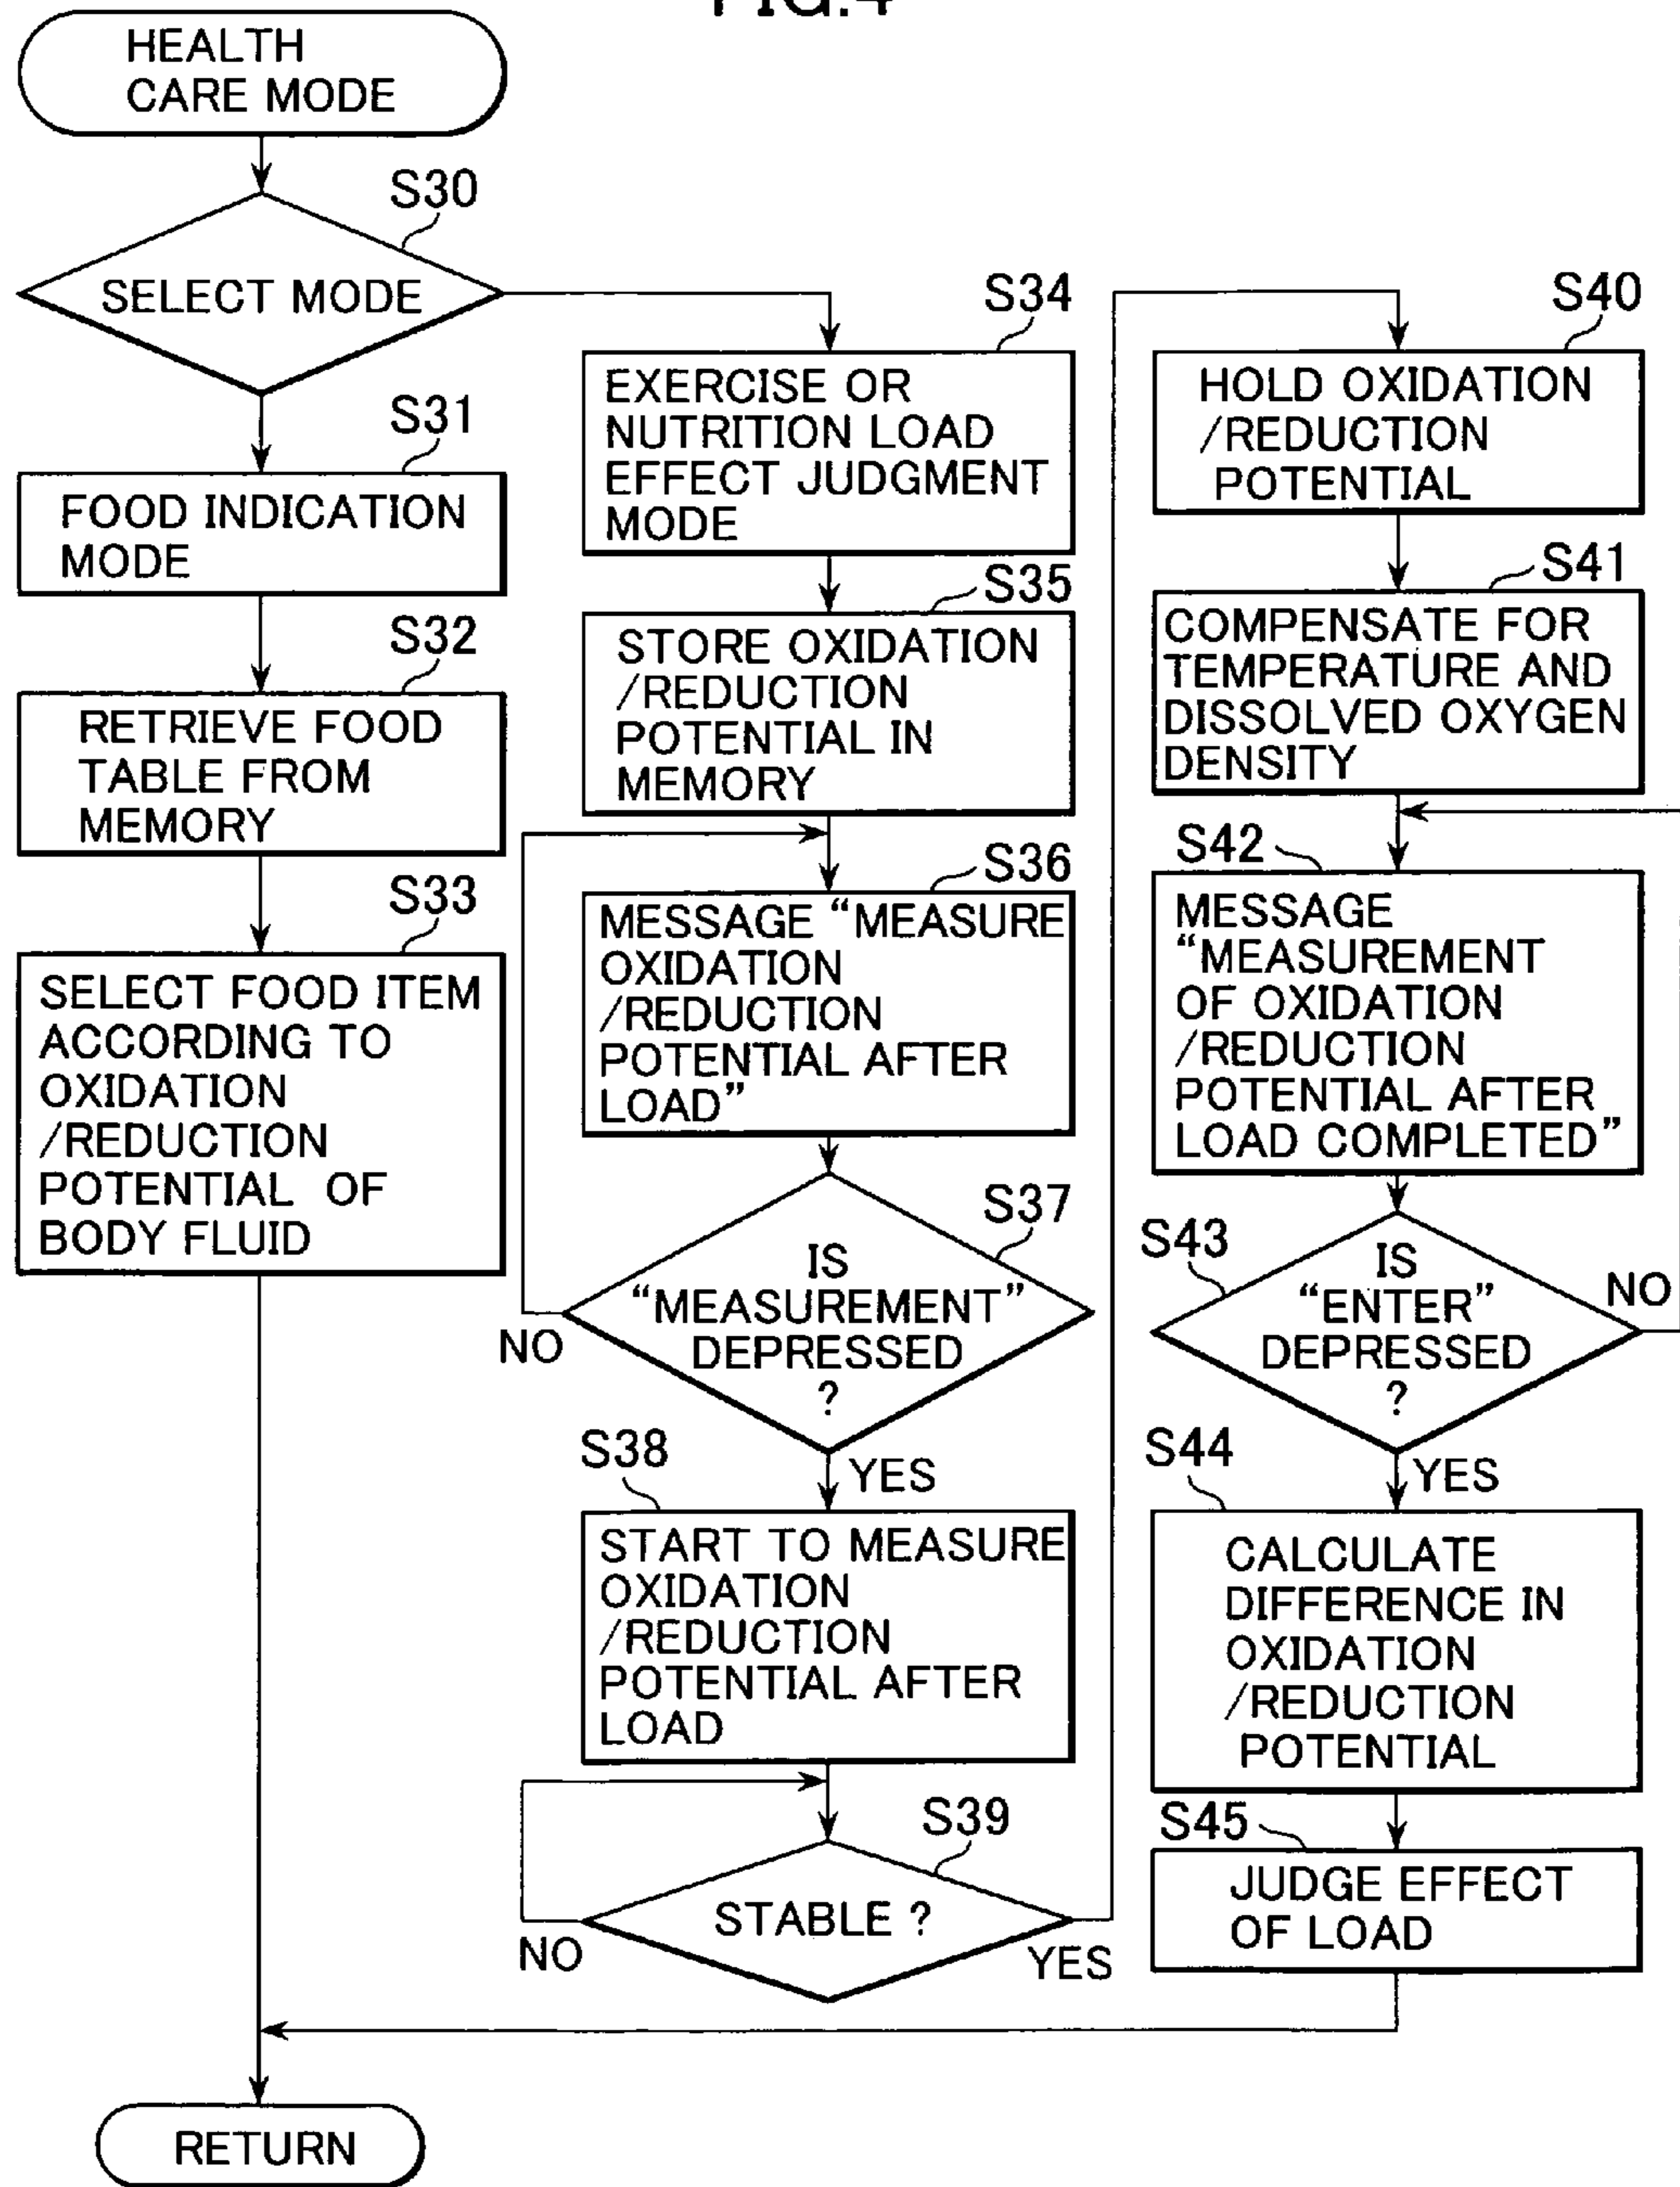 FIG.4
HEALTH
CARE MODE
S30
SELECT MODE
S31
FOOD INDICATION
MODE
S32
RETRIEVE FOOD
TABLE FROM
MEMORY
S33
SELECT FOOD ITEM
ACCORDING TO
OXIDATION
/REDUCTION
POTENTIAL OF
BODY FLUID
S34
EXERCISE OR
NUTRITION LOAD
EFFECT JUDGMENT
MODE
S35
STORE OXIDATION
/REDUCTION
POTENTIAL IN
MEMORY
S36
MESSAGE “MEASURE
OXIDATION
/REDUCTION
POTENTIAL AFTER
LOAD”
S37
IS
“MEASUREMENT”
DEPRESSED
?
NO
YES
S38
START TO MEASURE
OXIDATION
/REDUCTION
POTENTIAL AFTER
LOAD
S39
STABLE ?
NO
YES
S40
HOLD OXIDATION
/REDUCTION
POTENTIAL
S41
COMPENSATE FOR
TEMPERATURE AND
DISSOLVED OXYGEN
DENSITY
S42
MESSAGE
“MEASUREMENT
OF OXIDATION
/REDUCTION
POTENTIAL AFTER
LOAD COMPLETED”
S43
IS
“ENTER”
DEPRESSED
?
NO
YES
S44
CALCULATE
DIFFERENCE IN
OXIDATION
/REDUCTION
POTENTIAL
S45
JUDGE EFFECT
OF LOAD
RETURN